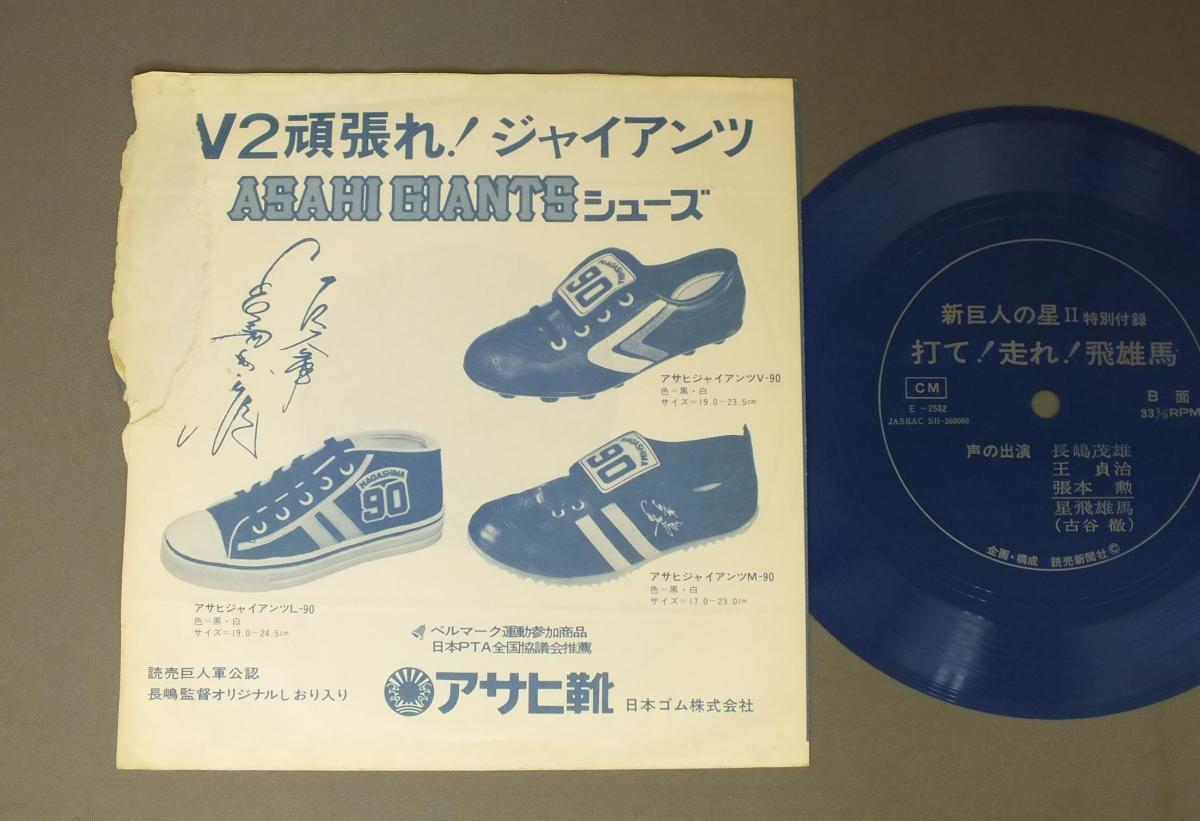 V2頑張れ!ジャイアンツ
ASAHI GIANTSシューズ
NAGASHIMA
90
アサヒジャイアンツV-90
色=黒・白
サイズ=19.0~23.5cm
NAGASHIMA
90
アサヒジャイアンツL-90
色=黒・白
サイズ=19.0~24.5cm
NAGASHIMA
90
アサヒジャイアンツM-90
色=黒・白
サイズ=17.0~23.0cm
ベルマーク運動参加商品
日本PTA全国協議会推薦
読売巨人軍公認
長嶋監督オリジナルしおり入り
アサヒ靴 日本ゴム株式会社
新巨人の星II 特別付録
打て!走れ!飛雄馬
CM
E-2582
JASRAC SH-260060
B面
33⅓RPM
声の出演 長嶋茂雄
王 貞治
張本 勲
星飛雄馬
(古谷 徹)
企画・構成 読売新聞社©